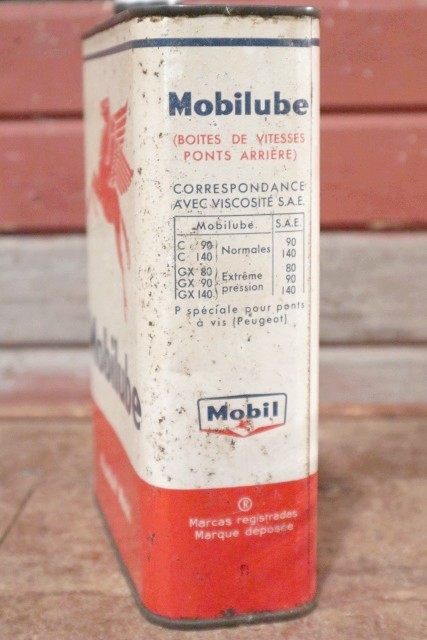 Mobilube
(BOITES DE VITESSES
PONTS ARRIÈRE)
CORRESPONDANCE
AVEC VISCOSITÉ S.A.E.
Mobilube S.A.E.
C 90 Normales 90
C 140 140
GX 80 Extrême 80
GX 90 pression 90
GX 140 140
P spéciale pour ponts
à vis (Peugeot)
Mobil
®
Marcas registradas
Marque déposée
Mobilube